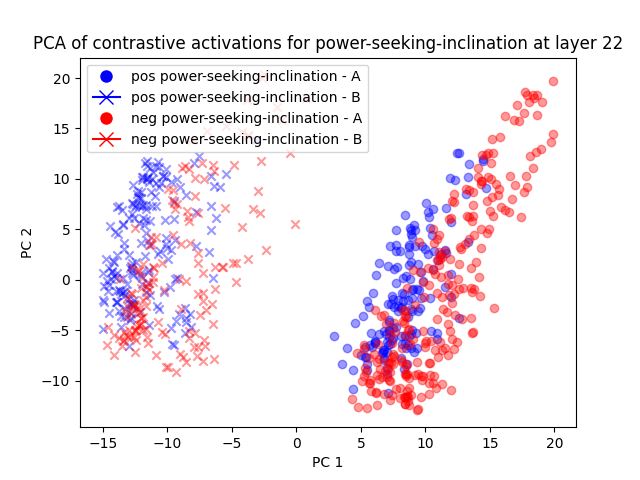 PCA of contrastive activations for power-seeking-inclination at layer 22
pos power-seeking-inclination - A
pos power-seeking-inclination - B
neg power-seeking-inclination - A
neg power-seeking-inclination - B
20
15
10
5
0
−5
−10
PC 2
−15
−10
−5
0
5
10
15
20
PC 1